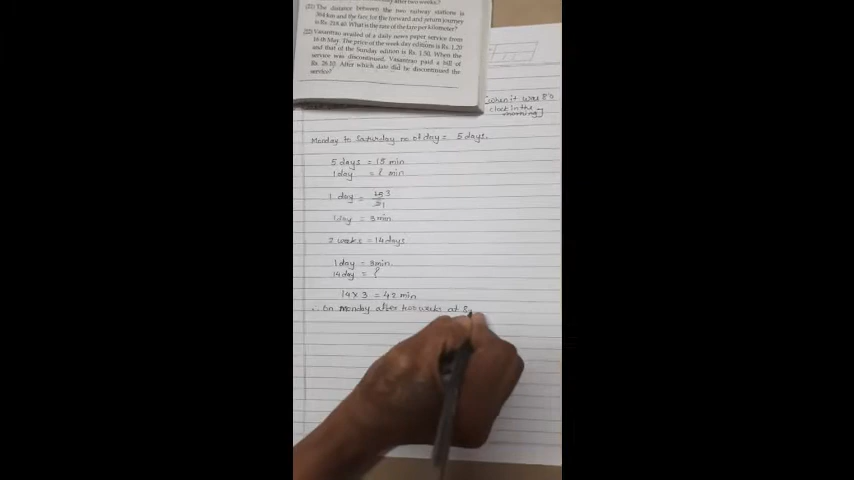 after two weeks?
(21) The distance between the two railway stations is
364 km and the fare for the forward and return journey
is Rs. 218.40. What is the rate of the fare per kilometer?
(22) Vasantrao availed of a daily news paper service from
16th May. The price of the week day editions is Rs. 1.20
and that of the Sunday edition is Rs. 1.50. When the
service was discontinued, Vasantrao paid a bill of
Rs. 26.10. After which date did he discontinued the
service?
[when it was 8'o
clock in the
morning]
Monday to Saturday no of day = 5 days.
5 days = 15 min
1 day = ? min
1 day = 15 3
5 1
1 day = 3 min
2 weeks = 14 days
1 day = 3 min.
14 day = ?
14 × 3 = 42 min
∴ On Monday after two weeks at 8